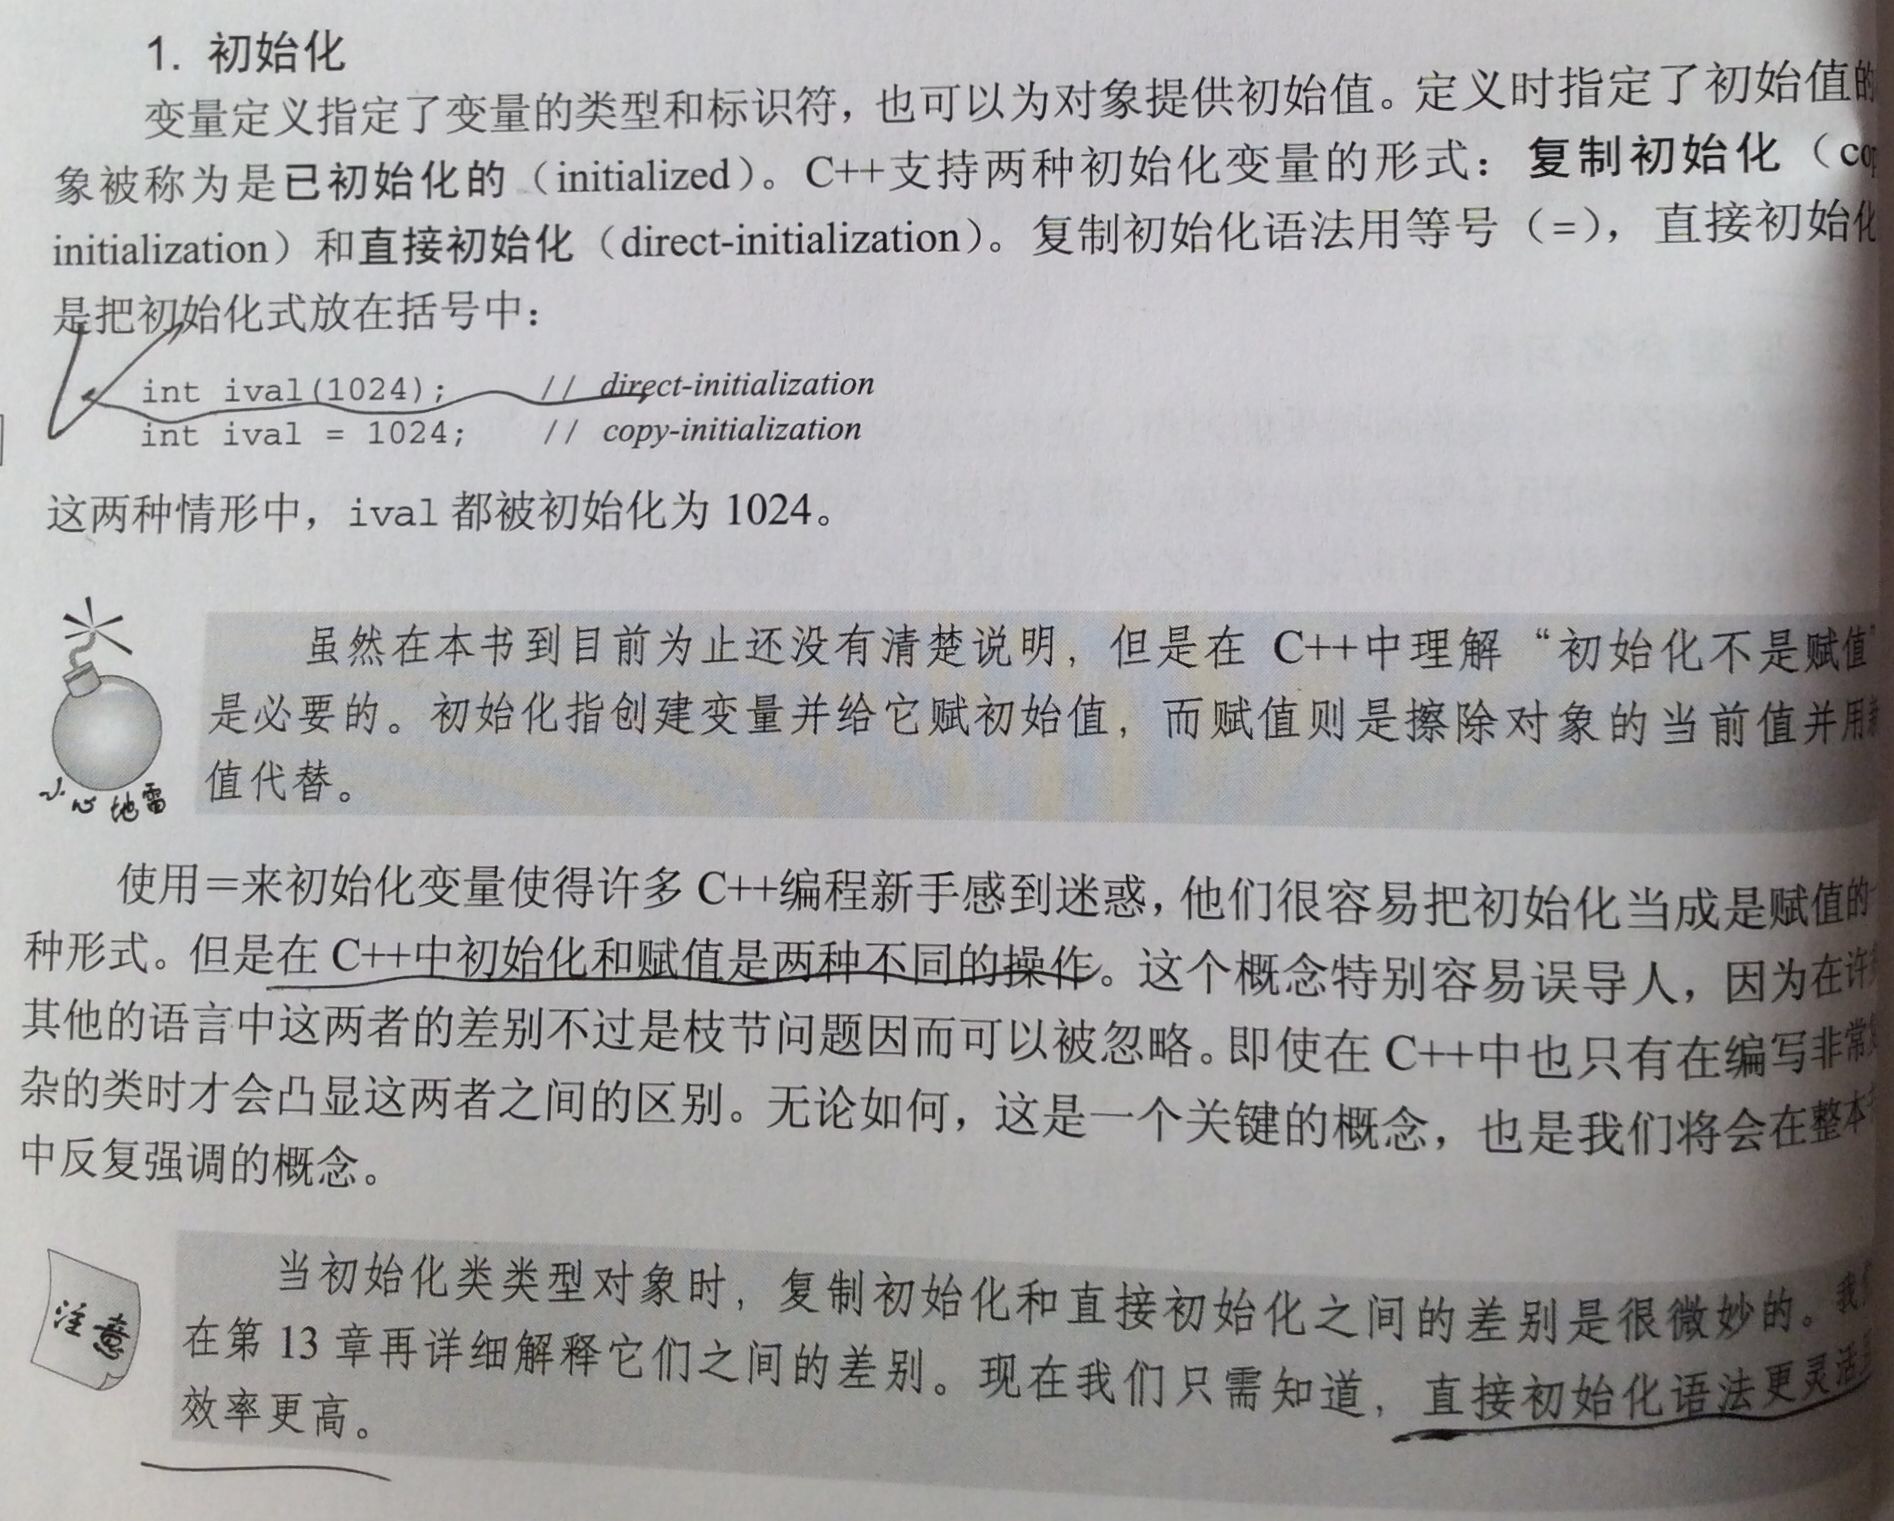 1. 初始化
变量定义指定了变量的类型和标识符，也可以为对象提供初始值。定义时指定了初始值的
象被称为是已初始化的（initialized）。C++支持两种初始化变量的形式：复制初始化（co
initialization）和直接初始化（direct-initialization）。复制初始化语法用等号（=），直接初始化
是把初始化式放在括号中：
int ival(1024); // direct-initialization
int ival = 1024; // copy-initialization
这两种情形中，ival 都被初始化为 1024。
虽然在本书到目前为止还没有清楚说明，但是在 C++中理解“初始化不是赋值”
是必要的。初始化指创建变量并给它赋初始值，而赋值则是擦除对象的当前值并用
值代替。
小心地雷
使用＝来初始化变量使得许多 C++编程新手感到迷惑，他们很容易把初始化当成是赋值的
种形式。但是在 C++中初始化和赋值是两种不同的操作。这个概念特别容易误导人，因为在许
其他的语言中这两者的差别不过是枝节问题因而可以被忽略。即使在 C++中也只有在编写非常
杂的类时才会凸显这两者之间的区别。无论如何，这是一个关键的概念，也是我们将会在整本
中反复强调的概念。
注意
当初始化类类型对象时，复制初始化和直接初始化之间的差别是很微妙的。我
在第 13 章再详细解释它们之间的差别。现在我们只需知道，直接初始化语法更灵活
效率更高。